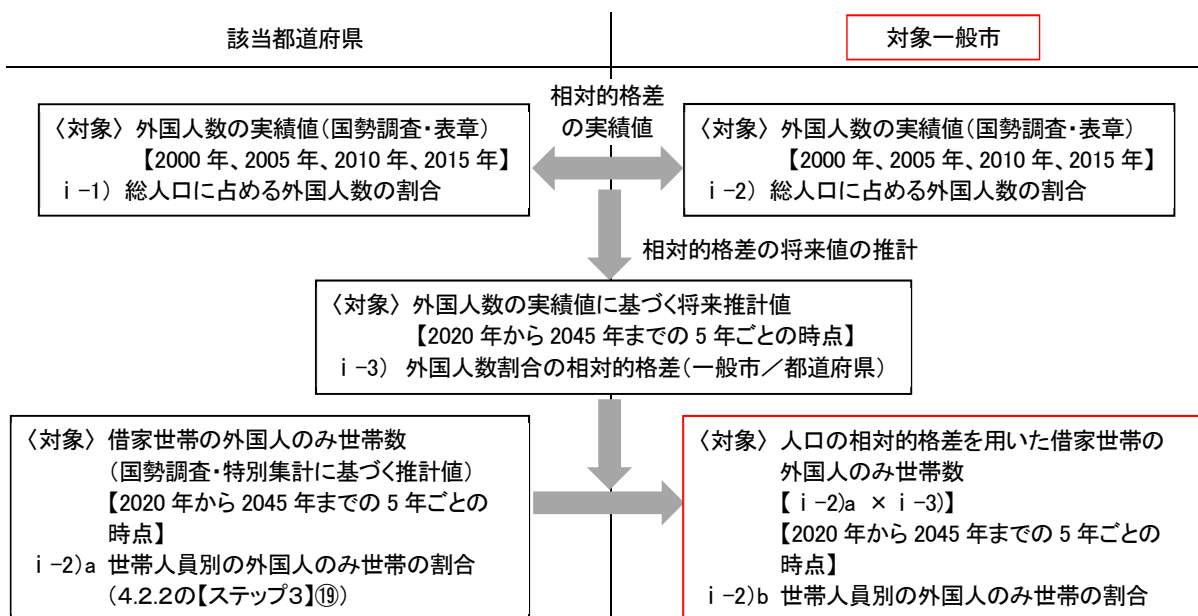 該当都道府県
対象一般市
相対的格差
の実績値
〈対象〉 外国人数の実績値(国勢調査・表章)
【2000 年、2005 年、2010 年、2015 年】
ⅰ-1) 総人口に占める外国人数の割合
〈対象〉 外国人数の実績値(国勢調査・表章)
【2000 年、2005 年、2010 年、2015 年】
ⅰ-2) 総人口に占める外国人数の割合
相対的格差の将来値の推計
〈対象〉 外国人数の実績値に基づく将来推計値
【2020 年から 2045 年までの 5 年ごとの時点】
ⅰ-3) 外国人数割合の相対的格差(一般市/都道府県)
〈対象〉 借家世帯の外国人のみ世帯数
(国勢調査・特別集計に基づく推計値)
【2020 年から 2045 年までの 5 年ごとの
時点】
ⅰ-2)a 世帯人員別の外国人のみ世帯の割合
(4.2.2の【ステップ3】⑲)
〈対象〉 人口の相対的格差を用いた借家世帯の
外国人のみ世帯数
【ⅰ-2)a × ⅰ-3)】
【2020 年から 2045 年までの 5 年ごとの
時点】
ⅰ-2)b 世帯人員別の外国人のみ世帯の割合